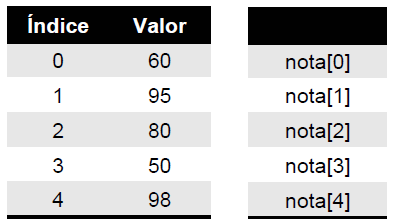 Índice Valor
0 60 nota[0]
1 95 nota[1]
2 80 nota[2]
3 50 nota[3]
4 98 nota[4]